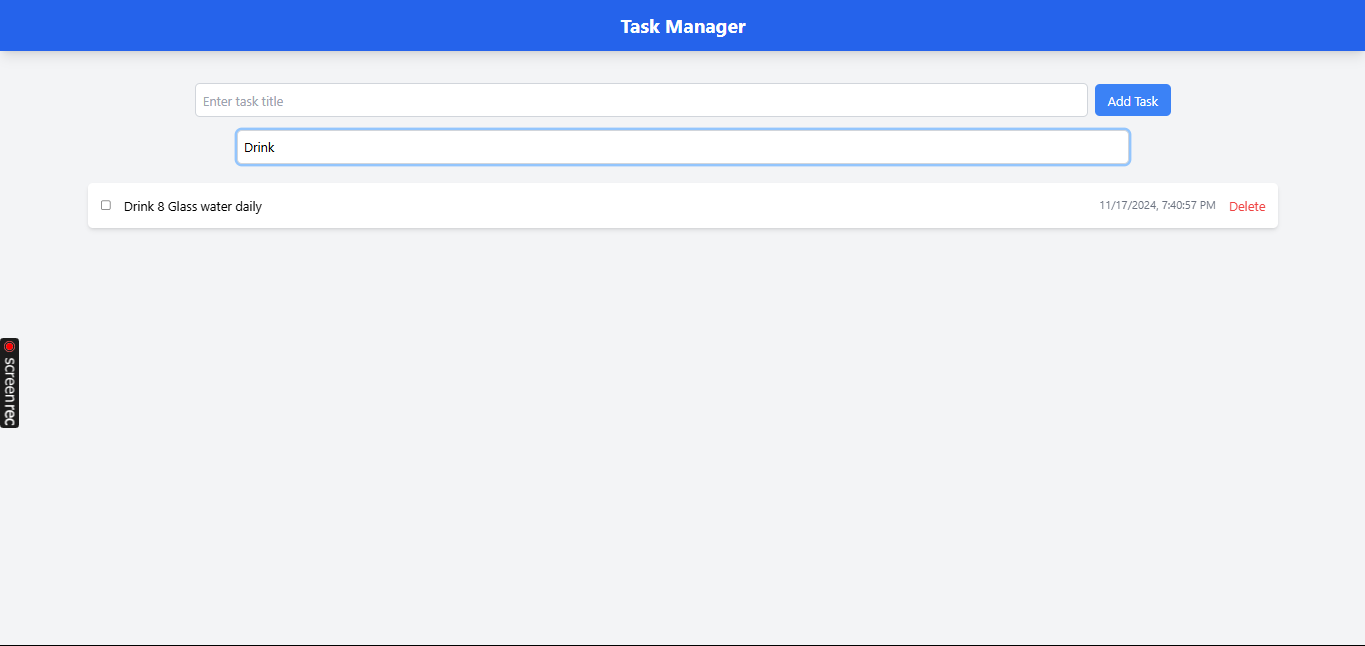 Task Manager
Enter task title
Add Task
Drink
Drink 8 Glass water daily
11/17/2024, 7:40:57 PM
Delete
screenrec